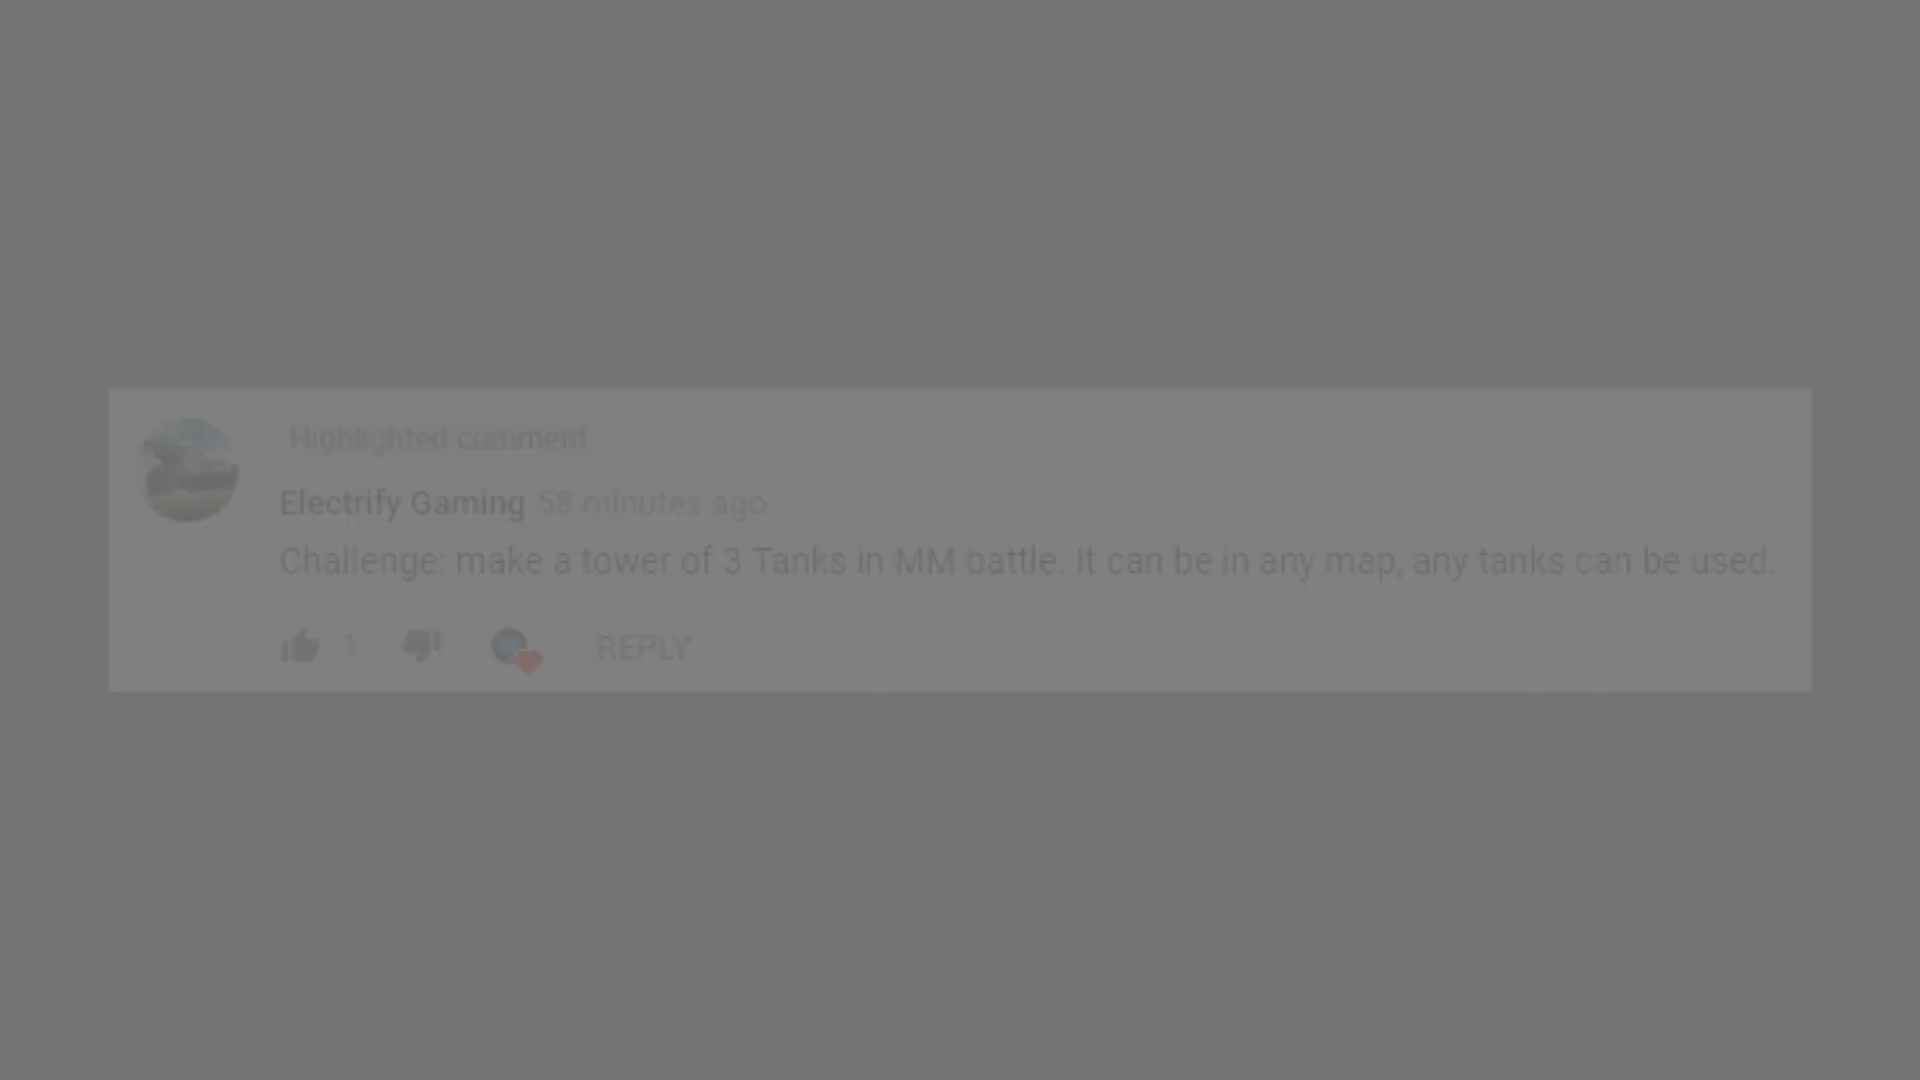 Highlighted comment
Electrify Gaming 58 minutes ago
Challenge: make a tower of 3 Tanks in MM battle. It can be in any map, any tanks can be used.
1 REPLY